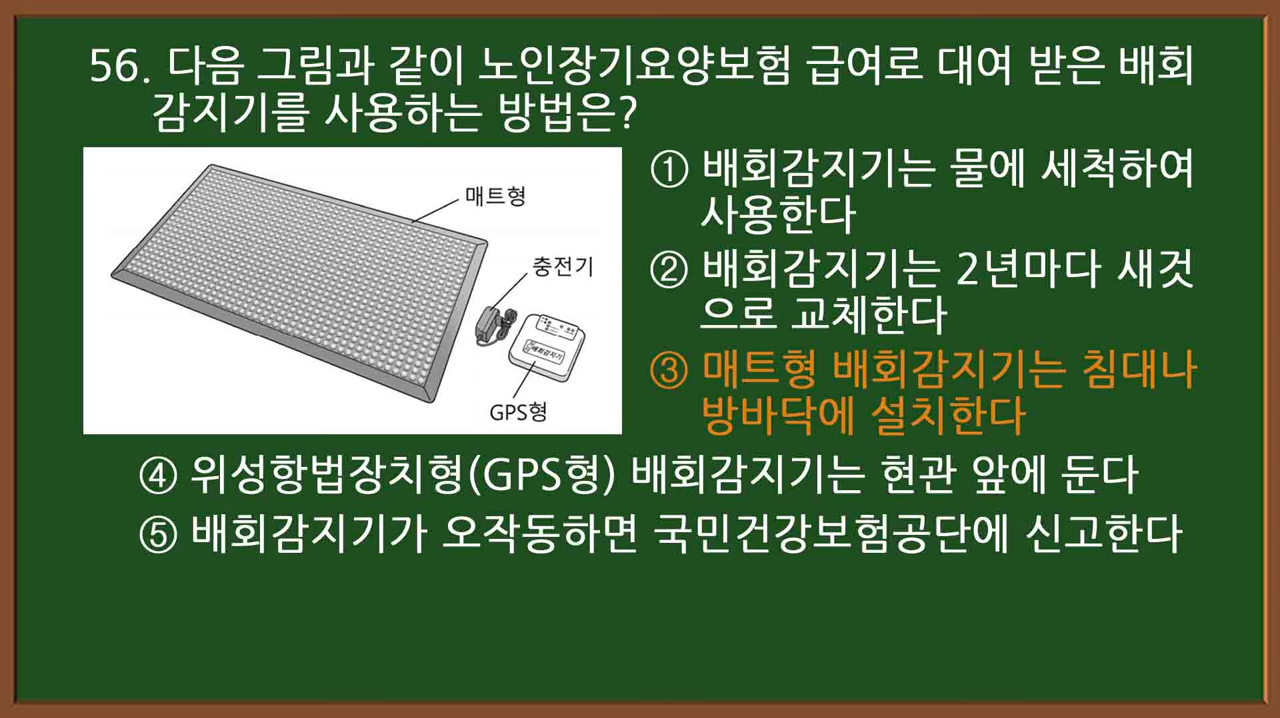 56. 다음 그림과 같이 노인장기요양보험 급여로 대여 받은 배회
감지기를 사용하는 방법은?
매트형
충전기
배회감지기
GPS형
① 배회감지기는 물에 세척하여
사용한다
② 배회감지기는 2년마다 새것
으로 교체한다
③ 매트형 배회감지기는 침대나
방바닥에 설치한다
④ 위성항법장치형(GPS형) 배회감지기는 현관 앞에 둔다
⑤ 배회감지기가 오작동하면 국민건강보험공단에 신고한다